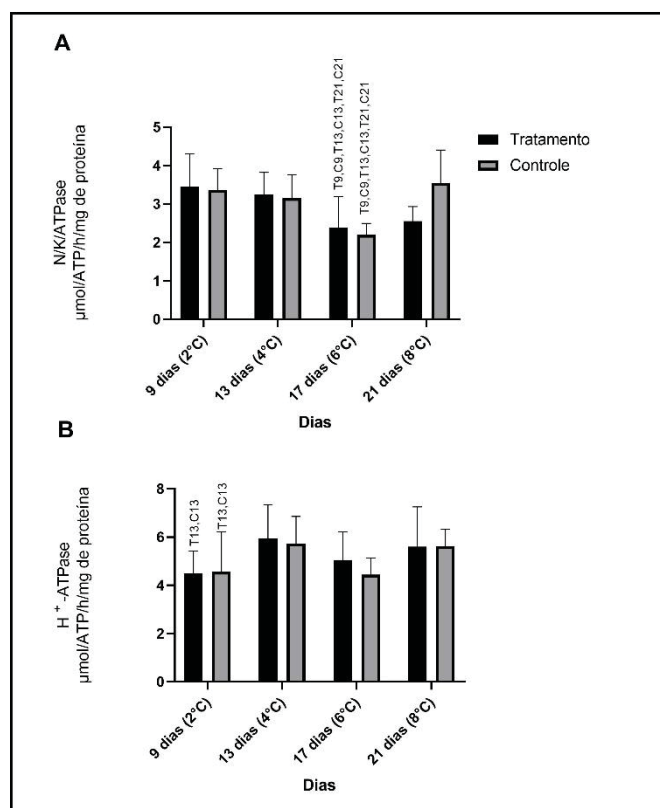 A
N/K/ATPase
µmol/ATP/h/mg de proteína
5
4
3
2
1
0
T9,C9,T13,C13,T21,C21
T9,C9,T13,C13,T21,C21
Tratamento
Controle
9 dias (2°C)
13 dias (4°C)
17 dias (6°C)
21 dias (8°C)
Dias
B
H⁺-ATPase
µmol/ATP/h/mg de proteína
8
6
4
2
0
T13,C13
T13,C13
9 dias (2°C)
13 dias (4°C)
17 dias (6°C)
21 dias (8°C)
Dias